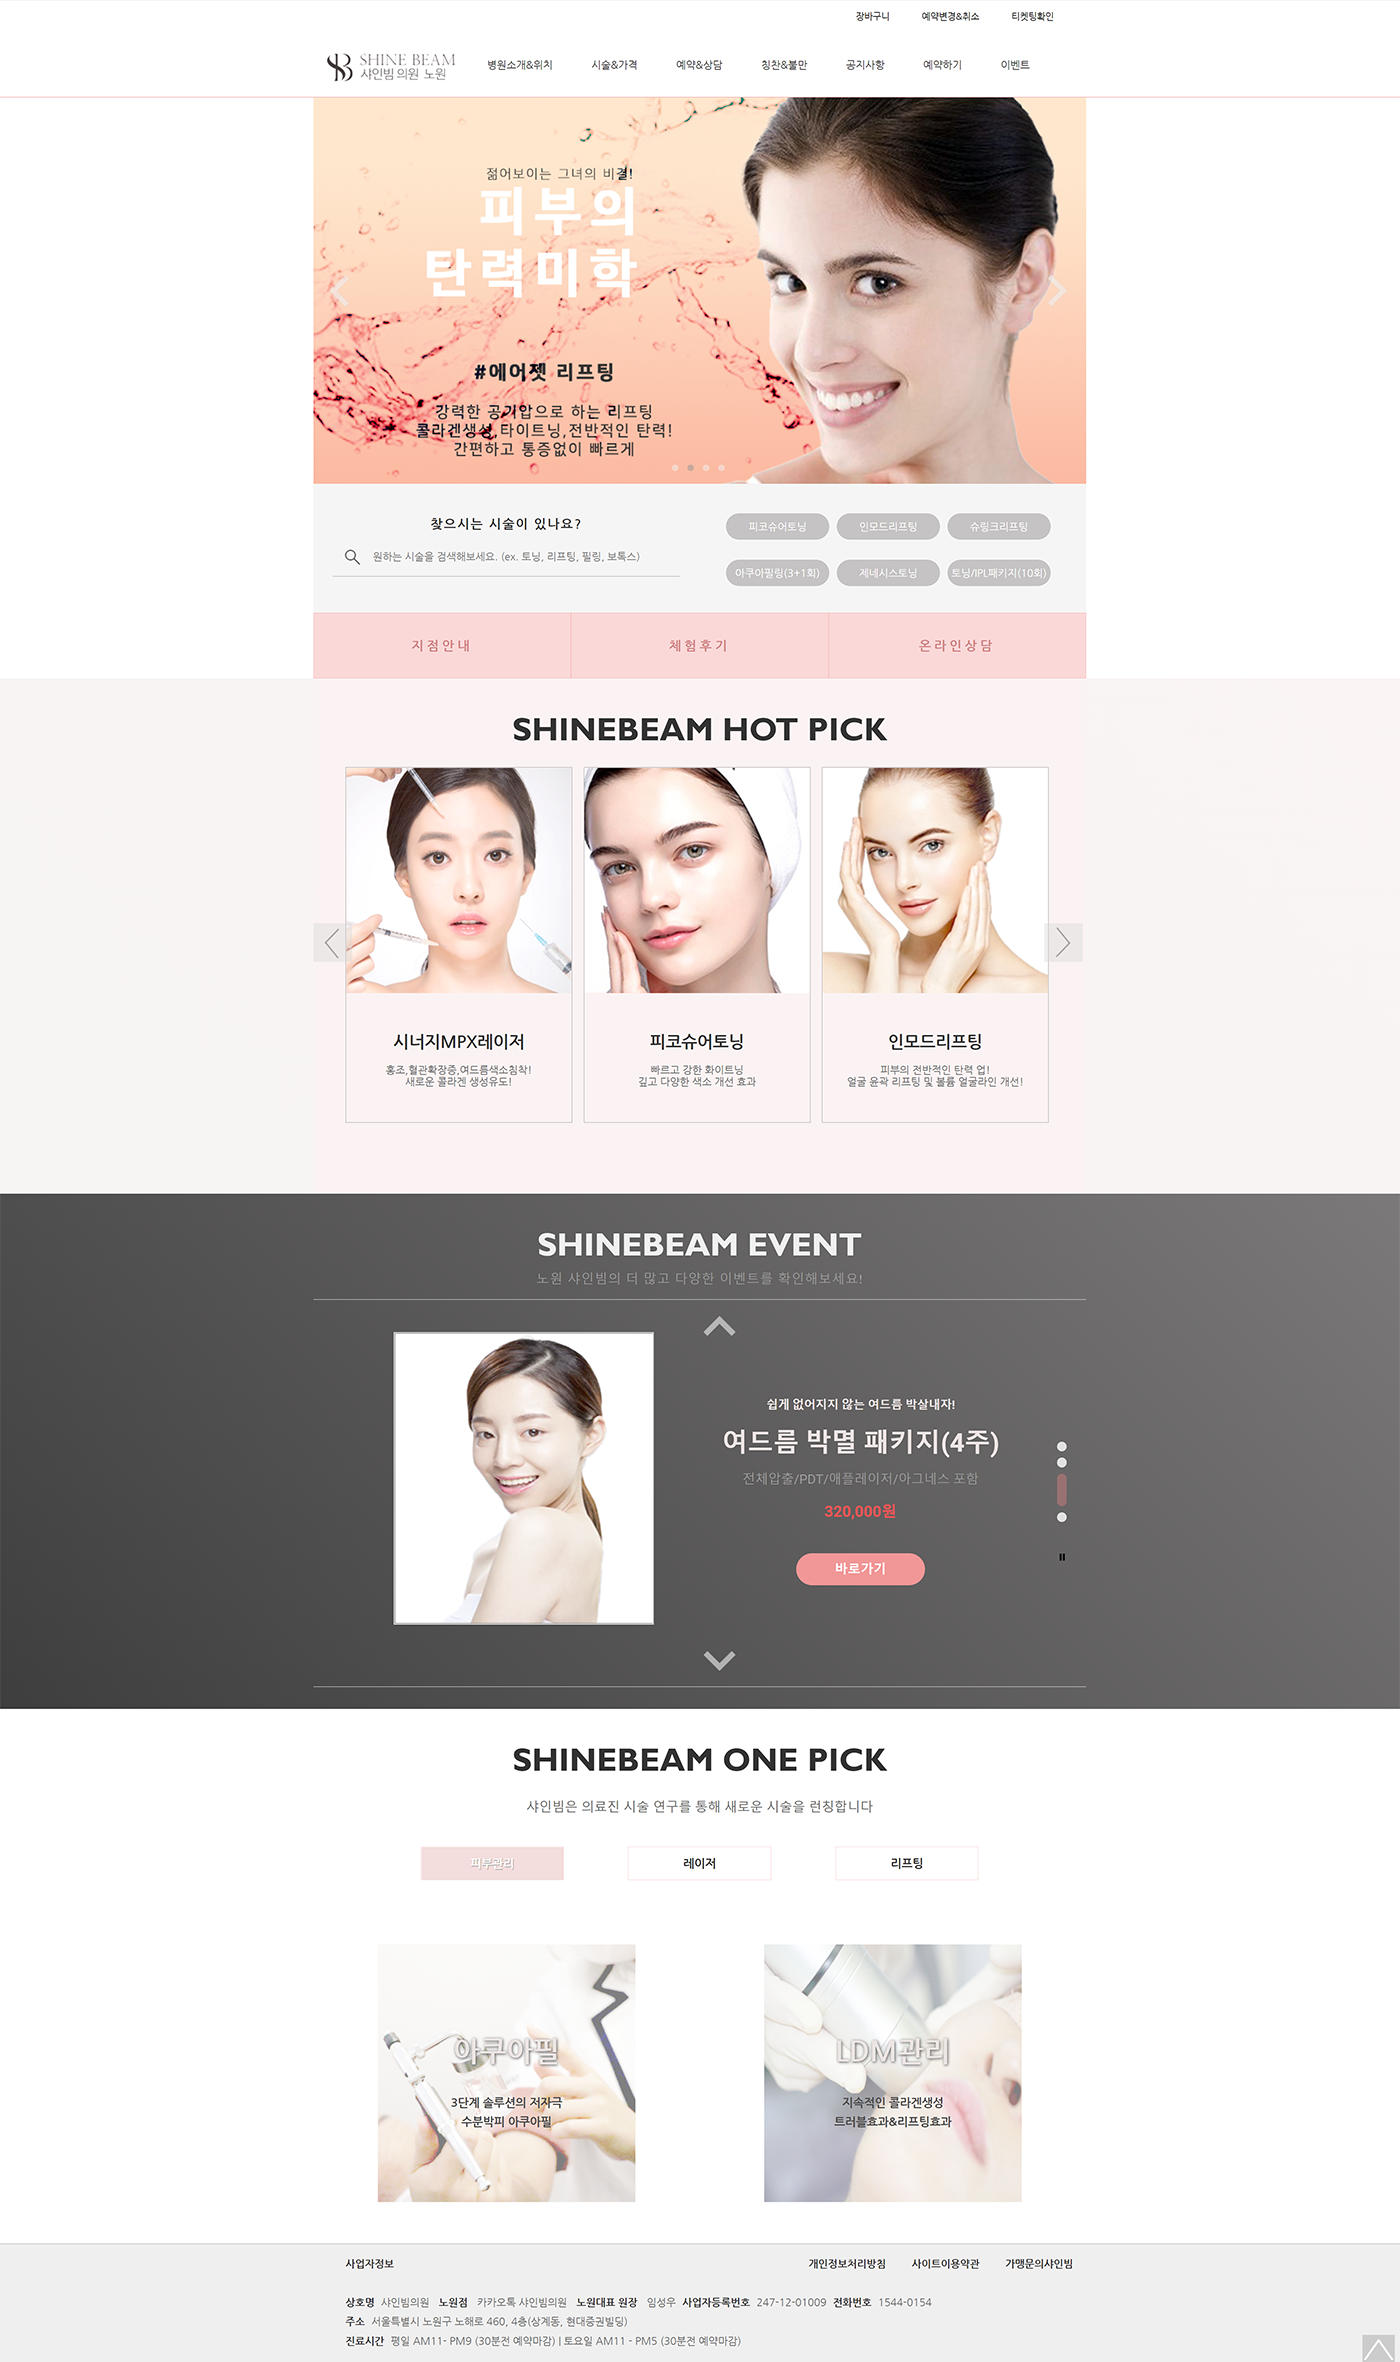 장바구니 예약변경&취소 티켓팅확인
SHINE BEAM
샤인빔의원 노원
병원소개&위치 시술&가격 예약&상담 칭찬&불만 공지사항 예약하기 이벤트
젊어보이는 그녀의 비결!
피부의
탄력미학
#에어젯 리프팅
강력한 공기압으로 하는 리프팅
콜라겐생성,타이트닝,전반적인 탄력!
간편하고 통증없이 빠르게
찾으시는 시술이 있나요?
원하는 시술을 검색해보세요. (ex. 토닝, 리프팅, 필링, 보톡스)
피코슈어토닝 인모드리프팅 슈링크리프팅
아쿠아필링(3+1회) 제네시스토닝 토닝/IPL패키지(10회)
지점안내 체험후기 온라인상담
SHINEBEAM HOT PICK
시너지MPX레이저
홍조,혈관확장증,여드름색소침착!
새로운 콜라겐 생성유도!
피코슈어토닝
빠르고 강한 화이트닝
깊고 다양한 색소 개선 효과
인모드리프팅
피부의 전반적인 탄력 업!
얼굴 윤곽 리프팅 및 볼륨 얼굴라인 개선!
SHINEBEAM EVENT
노원 샤인빔의 더 많고 다양한 이벤트를 확인해보세요!
쉽게 없어지지 않는 여드름 박살내자!
여드름 박멸 패키지(4주)
전체압출/PDT/애플레이저/아그네스 포함
320,000원
바로가기
SHINEBEAM ONE PICK
샤인빔은 의료진 시술 연구를 통해 새로운 시술을 런칭합니다
피부관리 레이저 리프팅
아쿠아필
3단계 솔루션의 저자극
수분박피 아쿠아필
LDM관리
지속적인 콜라겐생성
트러블효과&리프팅효과
사업자정보 개인정보처리방침 사이트이용약관 가맹문의샤인빔
상호명 샤인빔의원 노원점 카카오톡 샤인빔의원 노원대표 원장 임성우 사업자등록번호 247-12-01009 전화번호 1544-0154
주소 서울특별시 노원구 노해로 460, 4층(상계동, 현대증권빌딩)
진료시간 평일 AM11- PM9 (30분전 예약마감) | 토요일 AM11 - PM5 (30분전 예약마감)